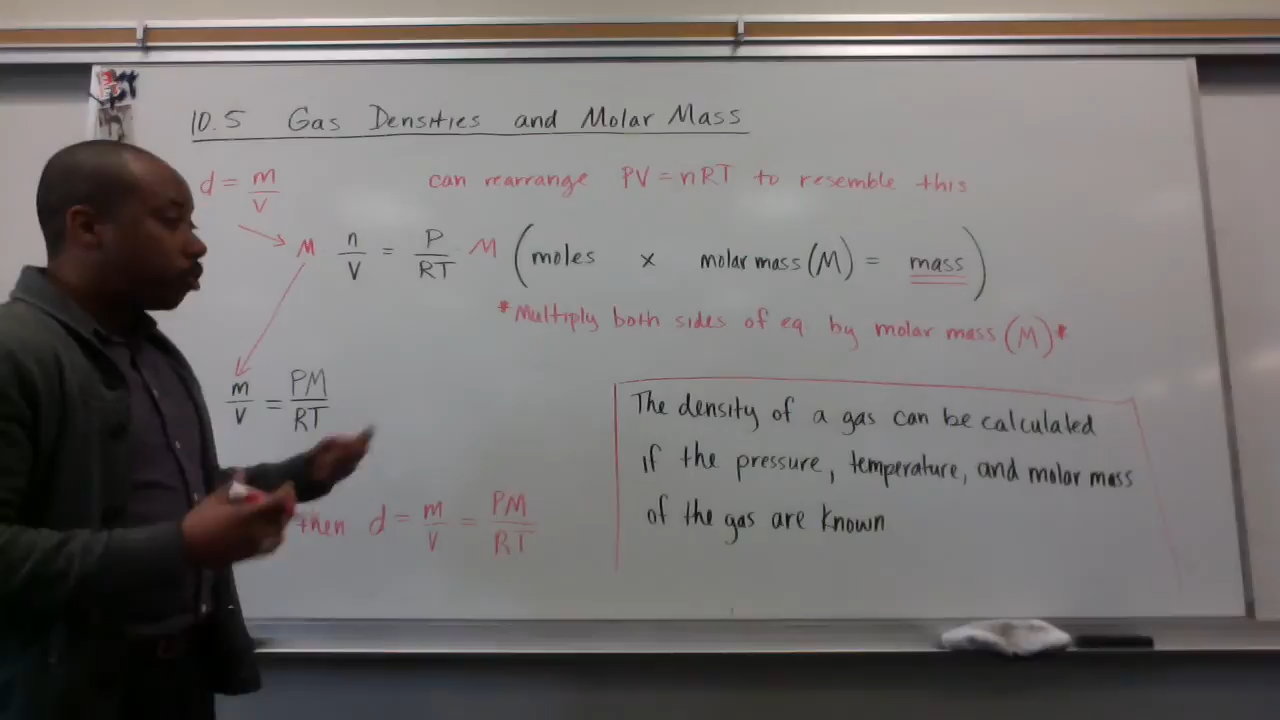 10.5 Gas Densities and Molar Mass
d = m/V can rearrange PV = nRT to resemble this
M n/V = P/RT M (moles x molar mass (M) = mass)
*Multiply both sides of eq by molar mass (M)*
m/V = PM/RT
then d = m/V = PM/RT
The density of a gas can be calculated
if the pressure, temperature, and molar mass
of the gas are known